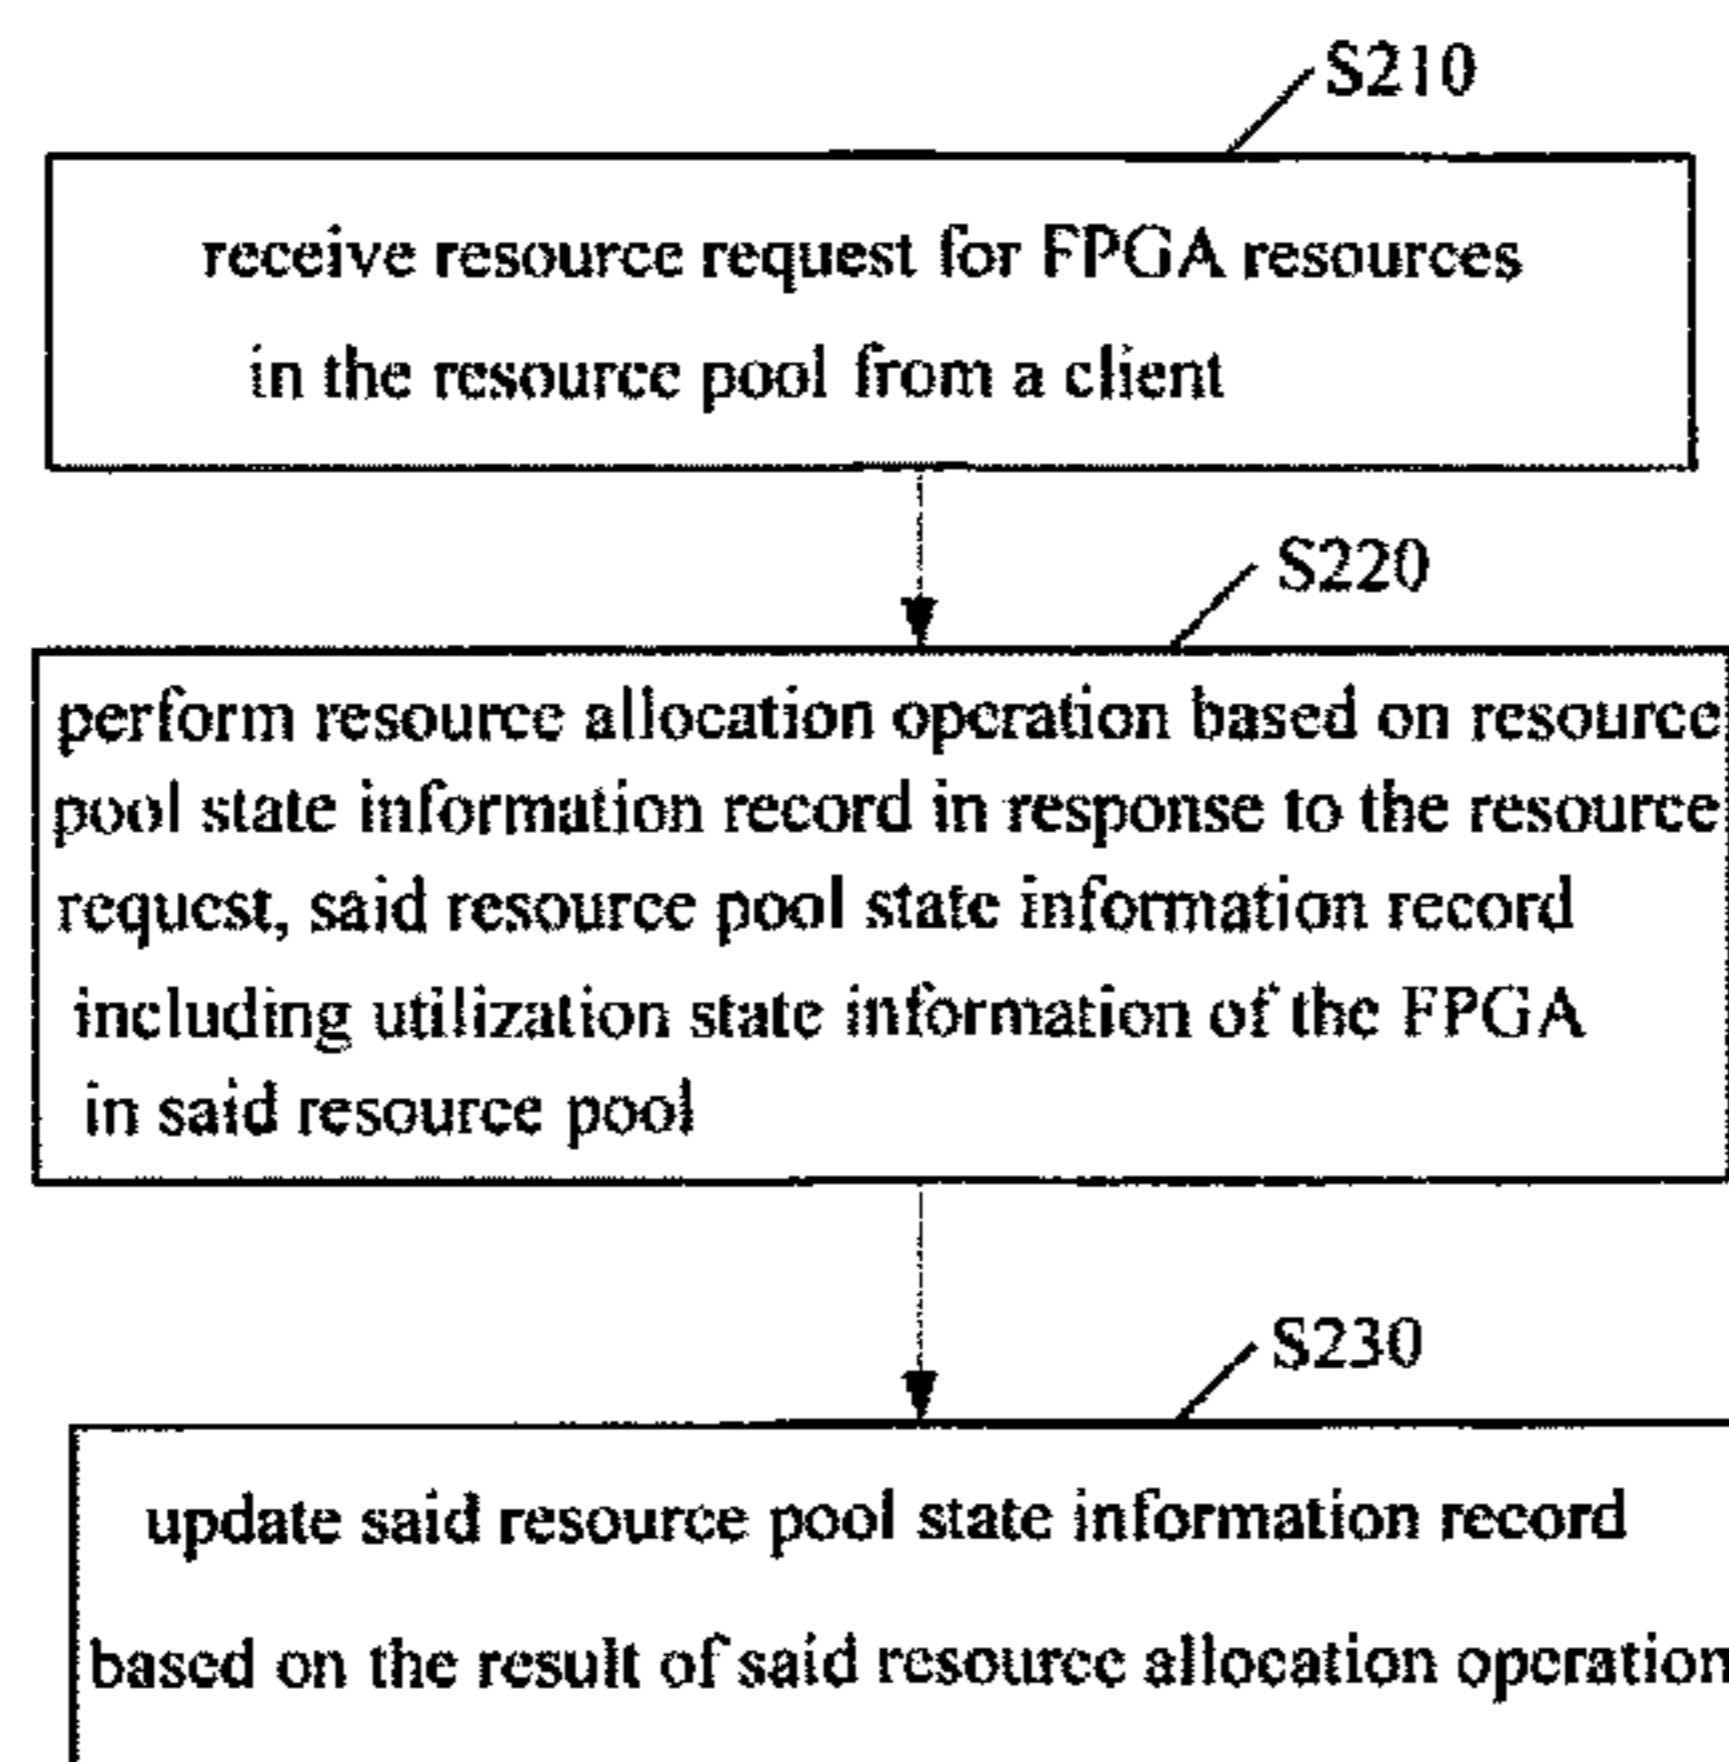 S210
receive resource request for FPGA resources
in the resource pool from a client
S220
perform resource allocation operation based on resource
pool state information record in response to the resource
request, said resource pool state information record
including utilization state information of the FPGA
in said resource pool
S230
update said resource pool state information record
based on the result of said resource allocation operation